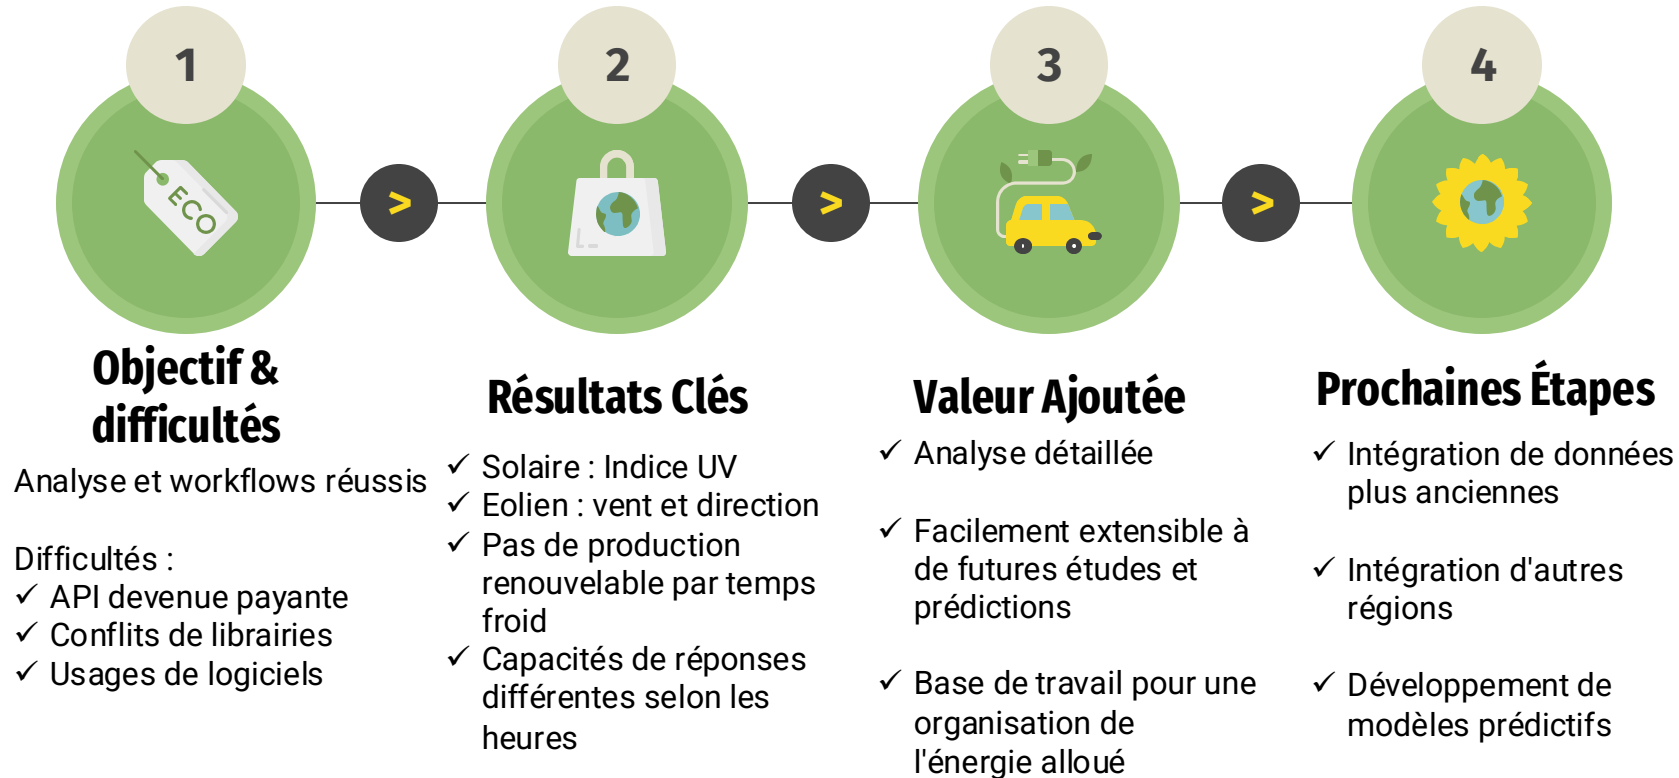 1
ECO
Objectif &
difficultés
Analyse et workflows réussis
Difficultés :
✓ API devenue payante
✓ Conflits de librairies
✓ Usages de logiciels
>
2
Résultats Clés
✓ Solaire : Indice UV
✓ Eolien : vent et direction
✓ Pas de production
renouvelable par temps
froid
✓ Capacités de réponses
différentes selon les
heures
>
3
Valeur Ajoutée
✓ Analyse détaillée
✓ Facilement extensible à
de futures études et
prédictions
✓ Base de travail pour une
organisation de
l'énergie alloué
>
4
Prochaines Étapes
✓ Intégration de données
plus anciennes
✓ Intégration d'autres
régions
✓ Développement de
modèles prédictifs